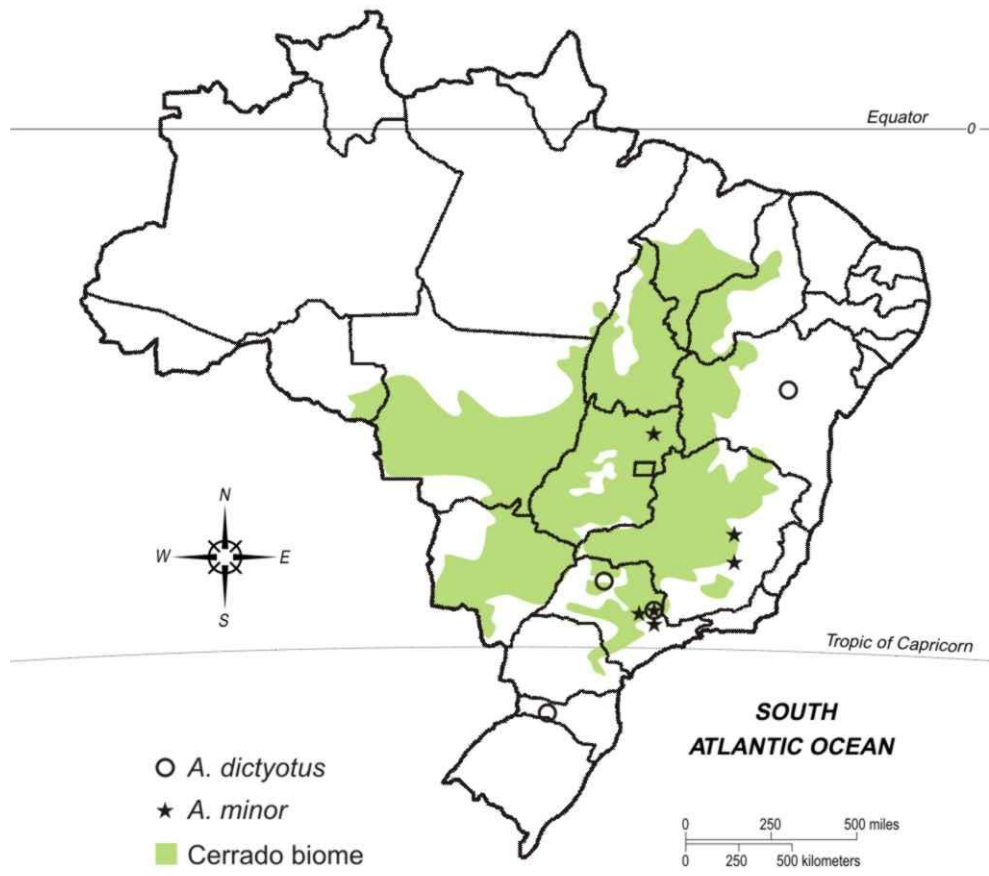 Equator
0
N
W
E
S
Tropic of Capricorn
SOUTH
ATLANTIC OCEAN
A. dictyotus
A. minor
Cerrado biome
0 250 500 miles
0 250 500 kilometers